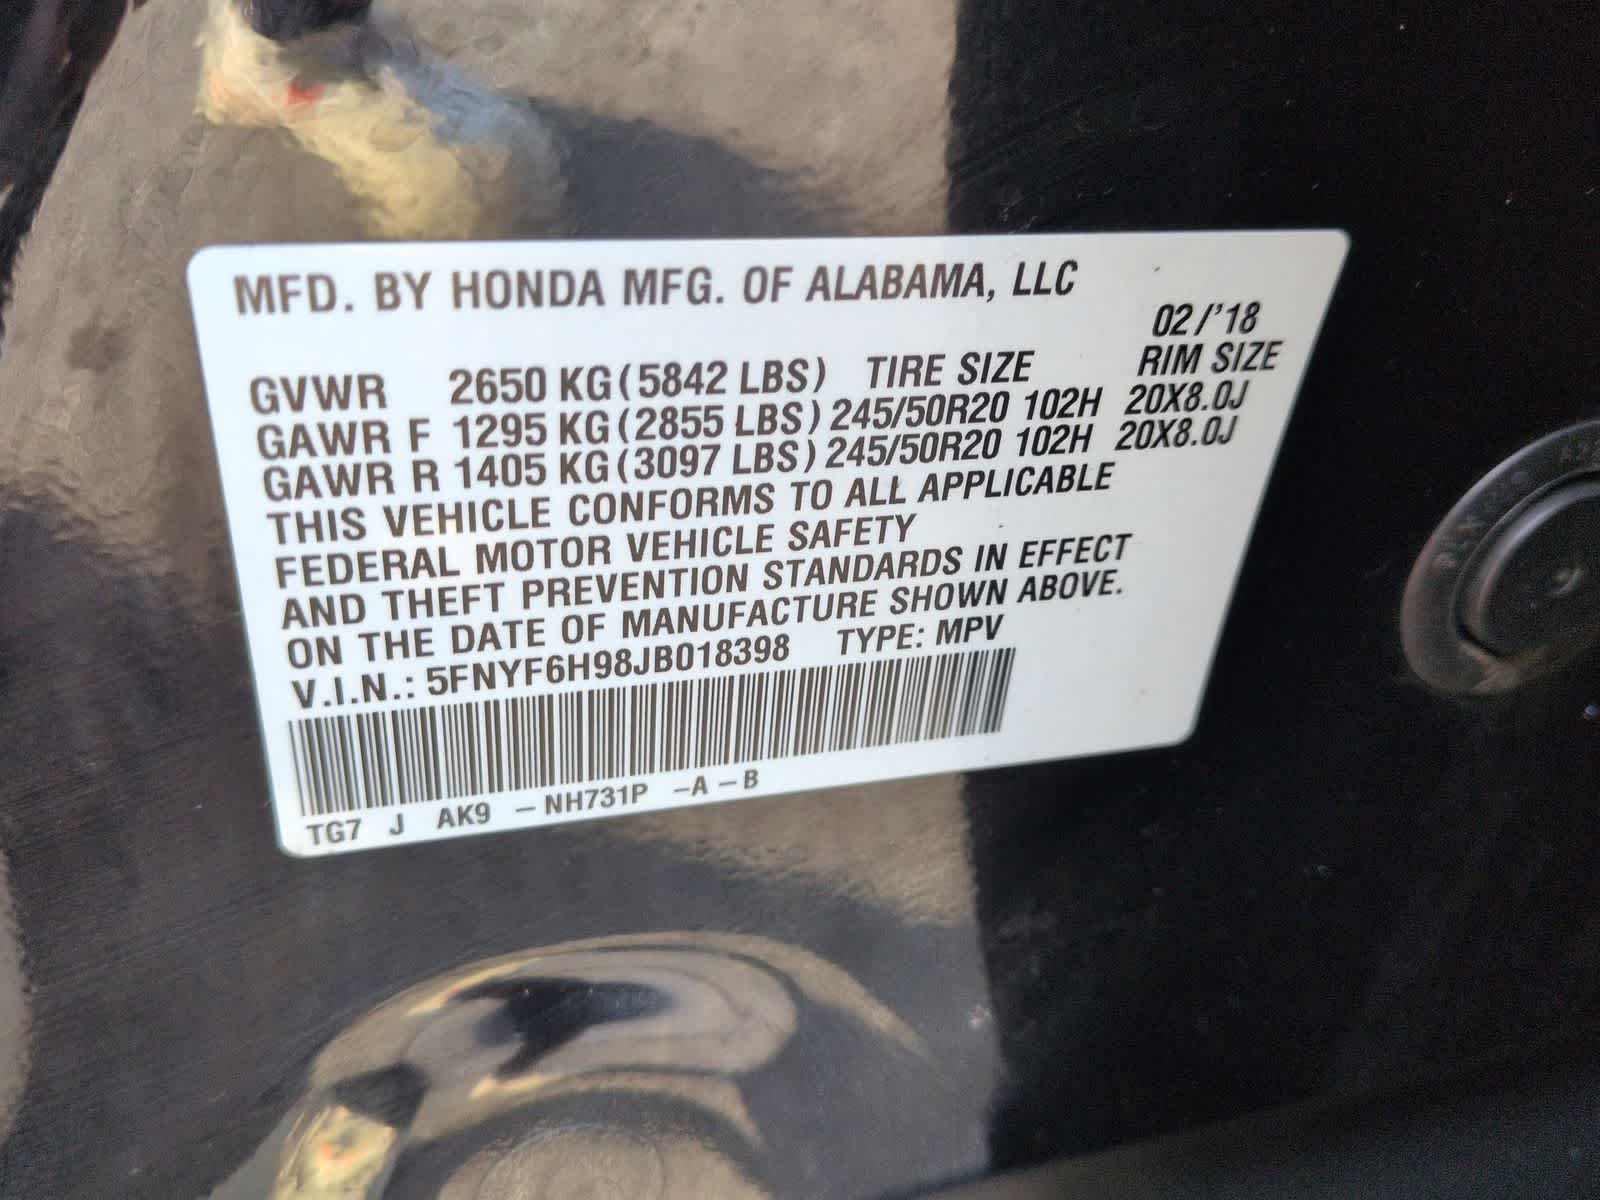 MFD. BY HONDA MFG. OF ALABAMA, LLC
02/'18
GVWR 2650 KG (5842 LBS) TIRE SIZE RIM SIZE
GAWR F 1295 KG (2855 LBS) 245/50R20 102H 20X8.0J
GAWR R 1405 KG (3097 LBS) 245/50R20 102H 20X8.0J
THIS VEHICLE CONFORMS TO ALL APPLICABLE
FEDERAL MOTOR VEHICLE SAFETY
AND THEFT PREVENTION STANDARDS IN EFFECT
ON THE DATE OF MANUFACTURE SHOWN ABOVE.
V.I.N.: 5FNYF6H98JB018398 TYPE: MPV
TG7 J AK9 – NH731P –A – B